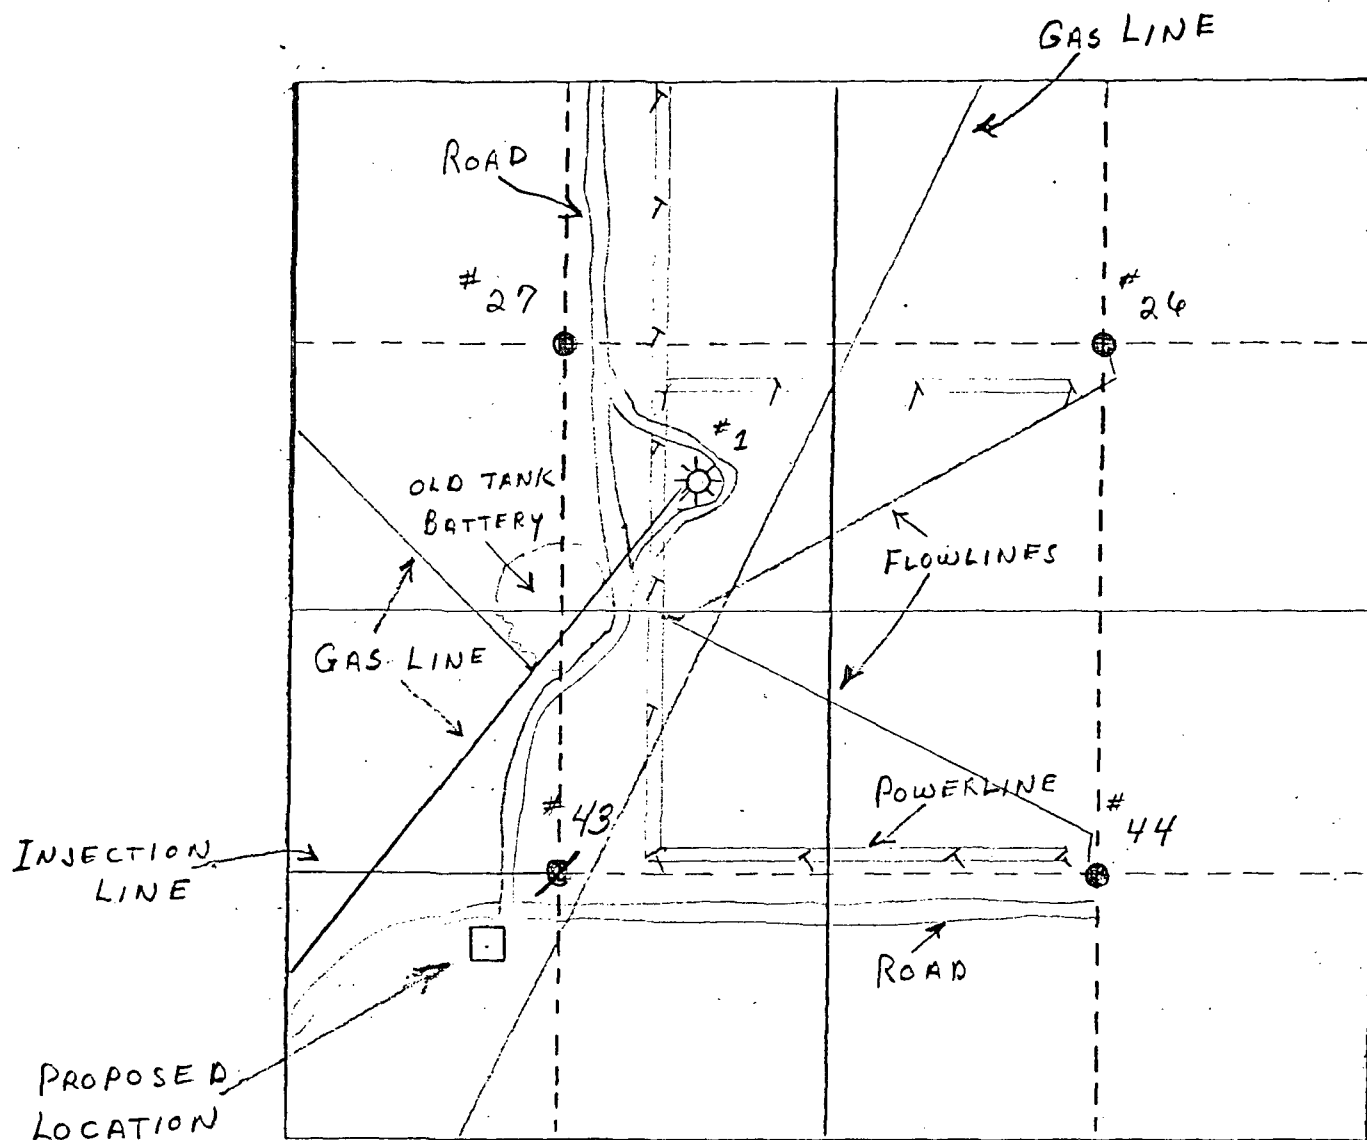 GAS LINE
ROAD
#27
#26
#1
OLD TANK
BATTERY
FLOWLINES
GAS LINE
POWERLINE
#43
#44
INJECTION
LINE
ROAD
PROPOSED
LOCATION